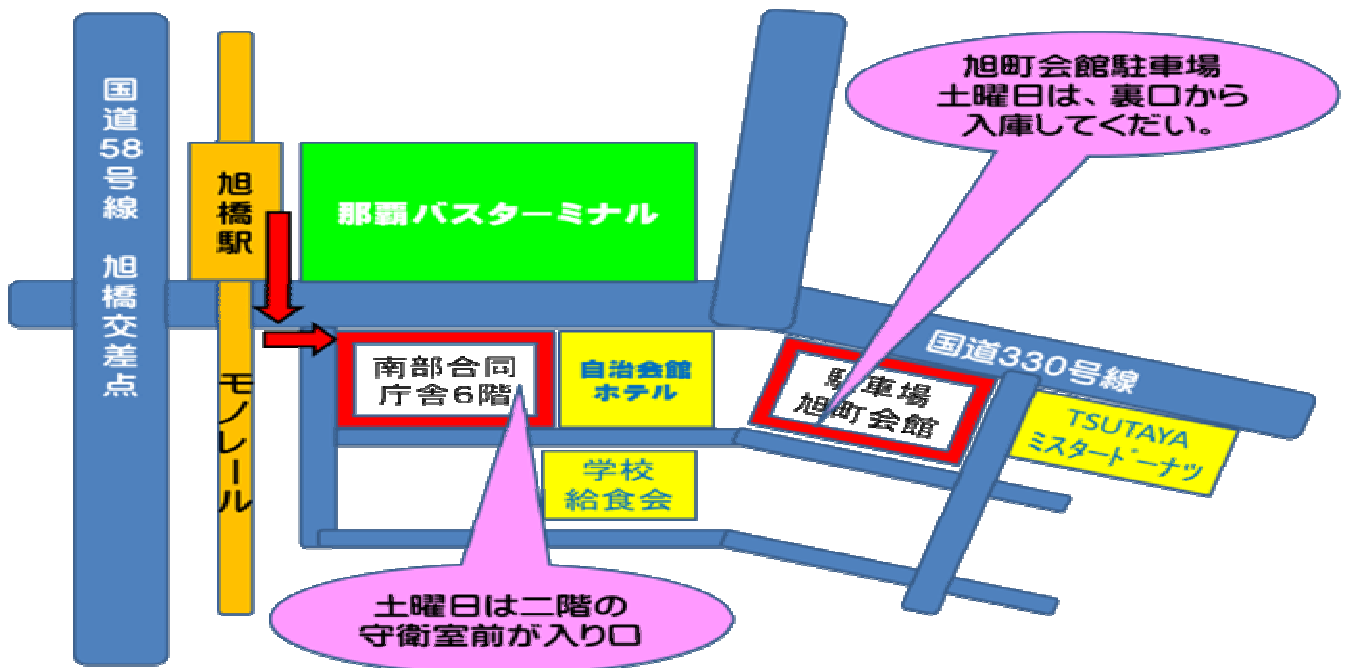 国道58号線 旭橋交差点
旭橋駅
モノレール
那覇バスターミナル
旭町会館駐車場
土曜日は、裏口から
入庫してくだい。
国道330号線
南部合同
庁舎6階
自治会館
ホテル
駐車場
旭町会館
TSUTAYA
ミスタードーナツ
学校
給食会
土曜日は二階の
守衛室前が入り口